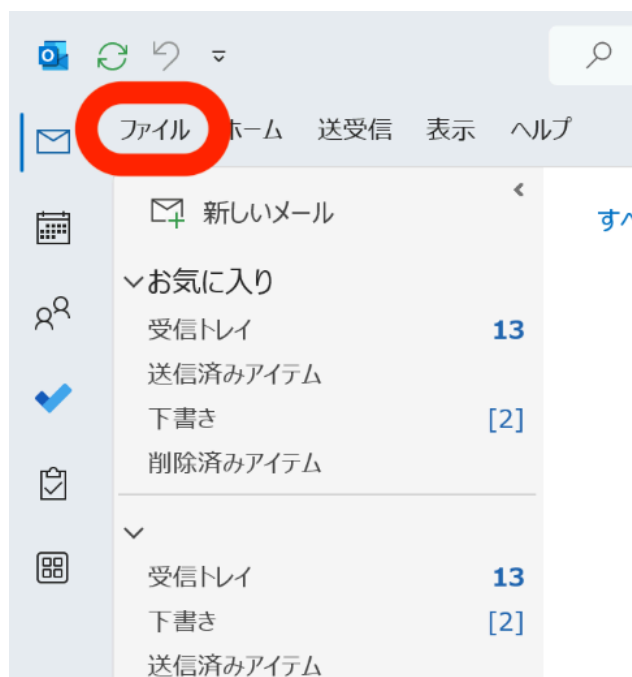 ファイル ホーム 送受信 表示 ヘルプ
新しいメール
お気に入り
受信トレイ 13
送信済みアイテム
下書き [2]
削除済みアイテム
受信トレイ 13
下書き [2]
送信済みアイテム